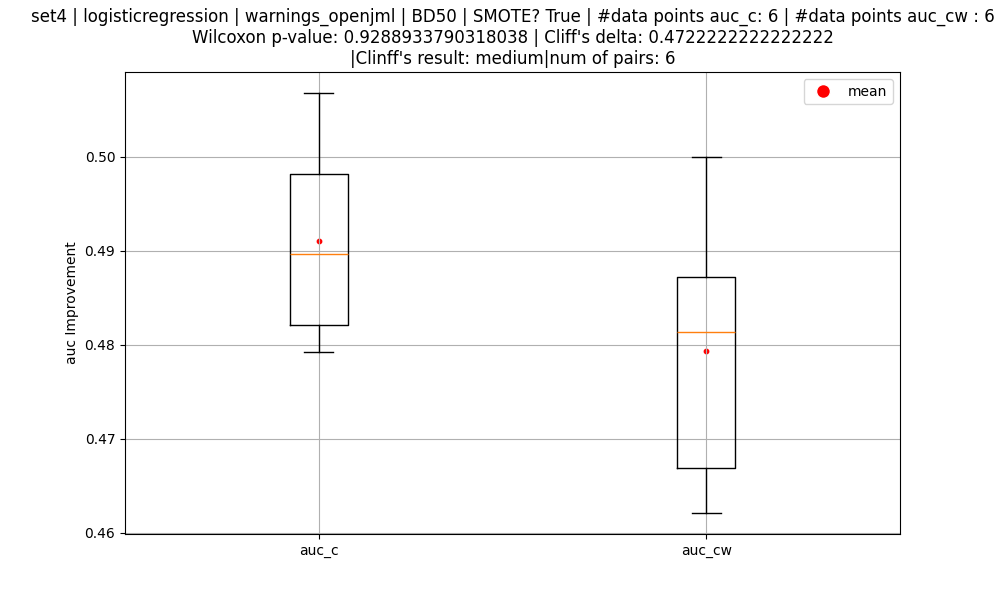 set4 | logisticregression | warnings_openjml | BD50 | SMOTE? True | #data points auc_c: 6 | #data points auc_cw : 6
Wilcoxon p-value: 0.9288933790318038 | Cliff's delta: 0.4722222222222222
|Clinff's result: medium|num of pairs: 6
mean
0.50
0.49
0.48
0.47
0.46
auc Improvement
auc_c
auc_cw